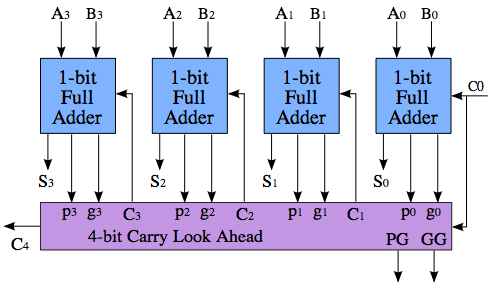 A3 B3 A2 B2 A1 B1 A0 B0
1-bit Full Adder
1-bit Full Adder
1-bit Full Adder
1-bit Full Adder
C0
S3 S2 S1 S0
p3 g3 C3 p2 g2 C2 p1 g1 C1 p0 g0
4-bit Carry Look Ahead PG GG
C4